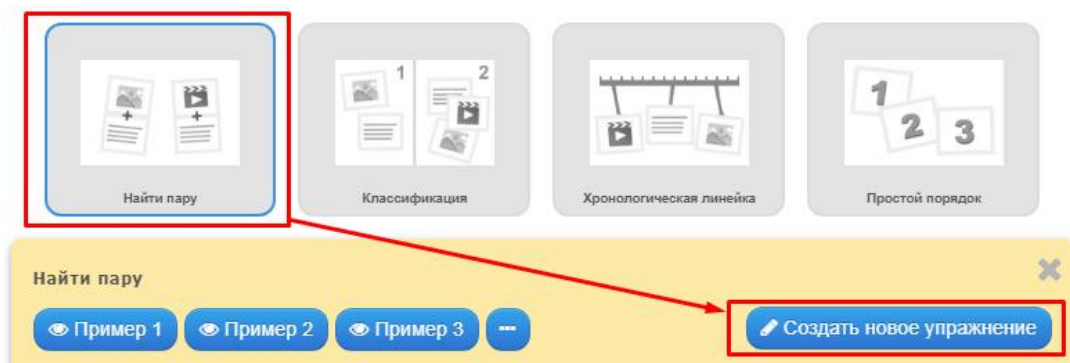 1 2
1 2 3
Найти пару Классификация Хронологическая линейка Простой порядок
Найти пару
Пример 1 Пример 2 Пример 3 Создать новое упражнение